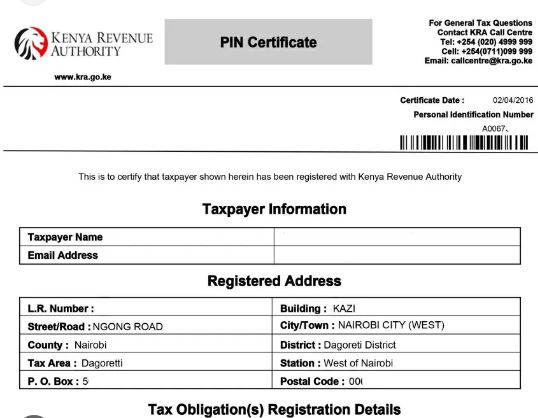 KENYA REVENUE
AUTHORITY
www.kra.go.ke
PIN Certificate
For General Tax Questions
Contact KRA Call Centre
Tel: +254 (020) 4999 999
Cell: +254(0711)099 999
Email: callcentre@kra.go.ke
Certificate Date : 02/04/2016
Personal Identification Number
A0067
This is to certify that taxpayer shown herein has been registered with Kenya Revenue Authority
Taxpayer Information
Taxpayer Name
Email Address
Registered Address
L.R. Number : Building : KAZI
Street/Road : NGONG ROAD City/Town : NAIROBI CITY (WEST)
County : Nairobi District : Dagoreti District
Tax Area : Dagoretti Station : West of Nairobi
P. O. Box : 5 Postal Code : 00
Tax Obligation(s) Registration Details